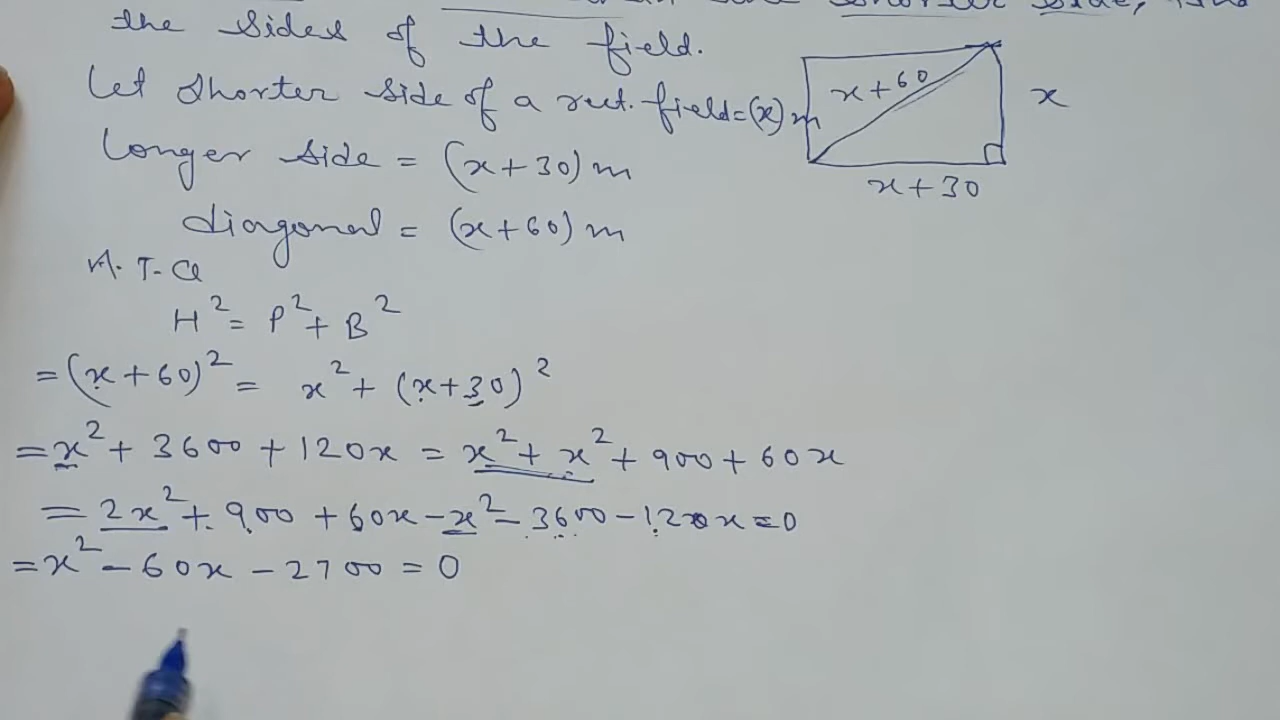 shorter side,
the sides of the field.
Let shorter side of a rect. field=(x) m
longer side = (x+30) m
diagonal = (x+60) m
A.T.Q
H² = P² + B²
= (x+60)² = x² + (x+30)²
= x² + 3600 + 120x = x² + x² + 900 + 60x
= 2x² + 900 + 60x - x² - 3600 - 120x = 0
= x² - 60x - 2700 = 0
x+60
x
x+30